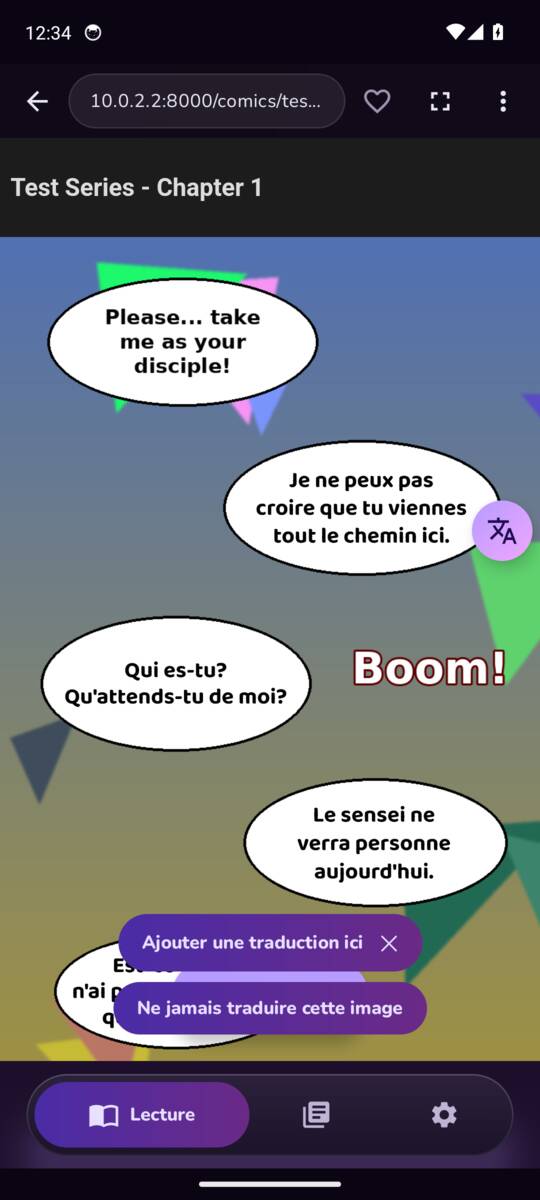 12:34
10.0.2.2:8000/comics/tes...
Test Series - Chapter 1
Please... take
me as your
disciple!
Je ne peux pas
croire que tu viennes
tout le chemin ici.
Qui es-tu?
Qu'attends-tu de moi?
Boom!
Le sensei ne
verra personne
aujourd'hui.
Ajouter une traduction ici
n'ai
Ne jamais traduire cette image
Lecture